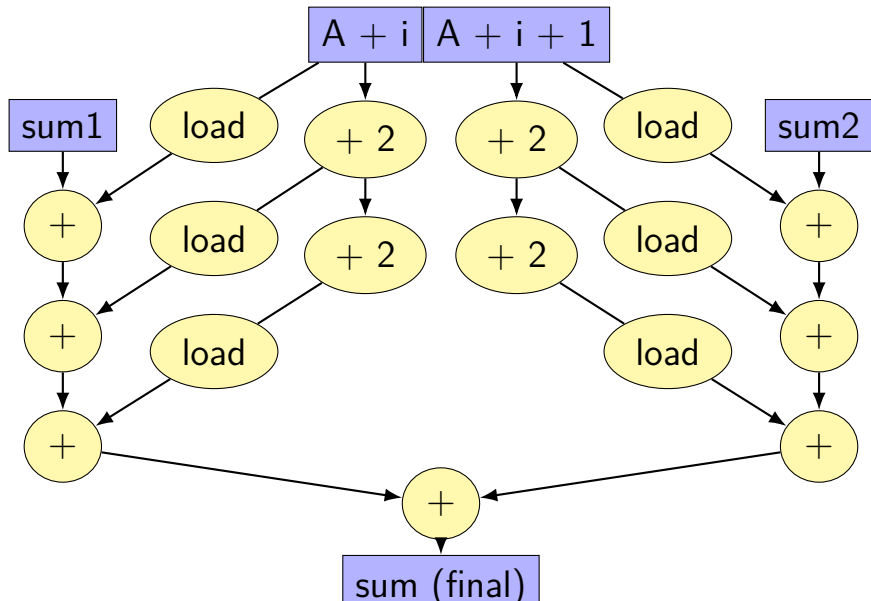 A + i
A + i + 1
sum1
load
+ 2
+ 2
load
sum2
+
load
+ 2
+ 2
load
+
+
load
load
+
+
+
+
sum (final)